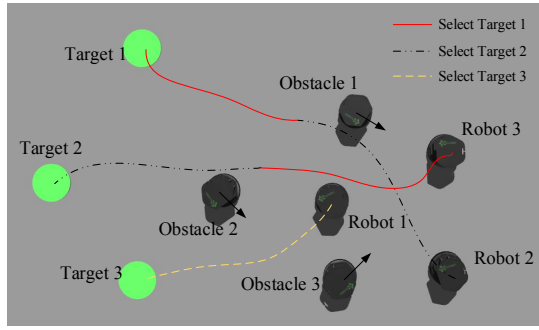 Select Target 1
Target 1
Select Target 2
Obstacle 1
Select Target 3
Robot 3
Target 2
Robot 1
Obstacle 2
Robot 2
Target 3
Obstacle 3